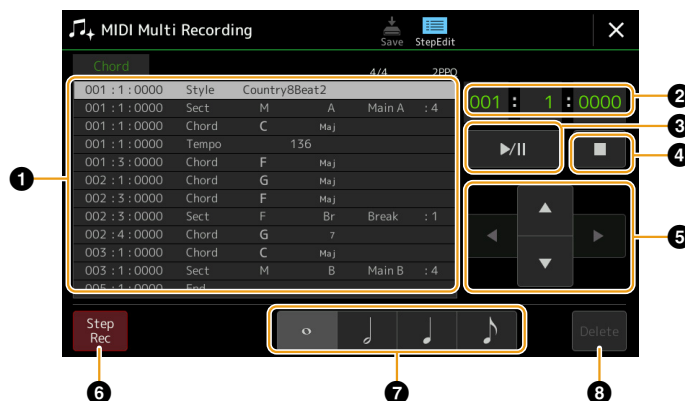 MIDI Multi Recording
Save StepEdit
Chord 4/4 2PPQ
001 : 1 : 0000 Style Country8Beat2
001 : 1 : 0000 Sect M A Main A : 4
001 : 1 : 0000 Chord C Maj
001 : 1 : 0000 Tempo 136
001 : 3 : 0000 Chord F Maj
002 : 1 : 0000 Chord G Maj
002 : 3 : 0000 Chord F Maj
002 : 3 : 0000 Sect F Br Break : 1
002 : 4 : 0000 Chord G 7
003 : 1 : 0000 Chord C Maj
003 : 1 : 0000 Sect M B Main B : 4
005 : 1 : 0000 End
001 : 1 : 0000
Step
Rec
Delete
1
2
3
4
5
6
7
8